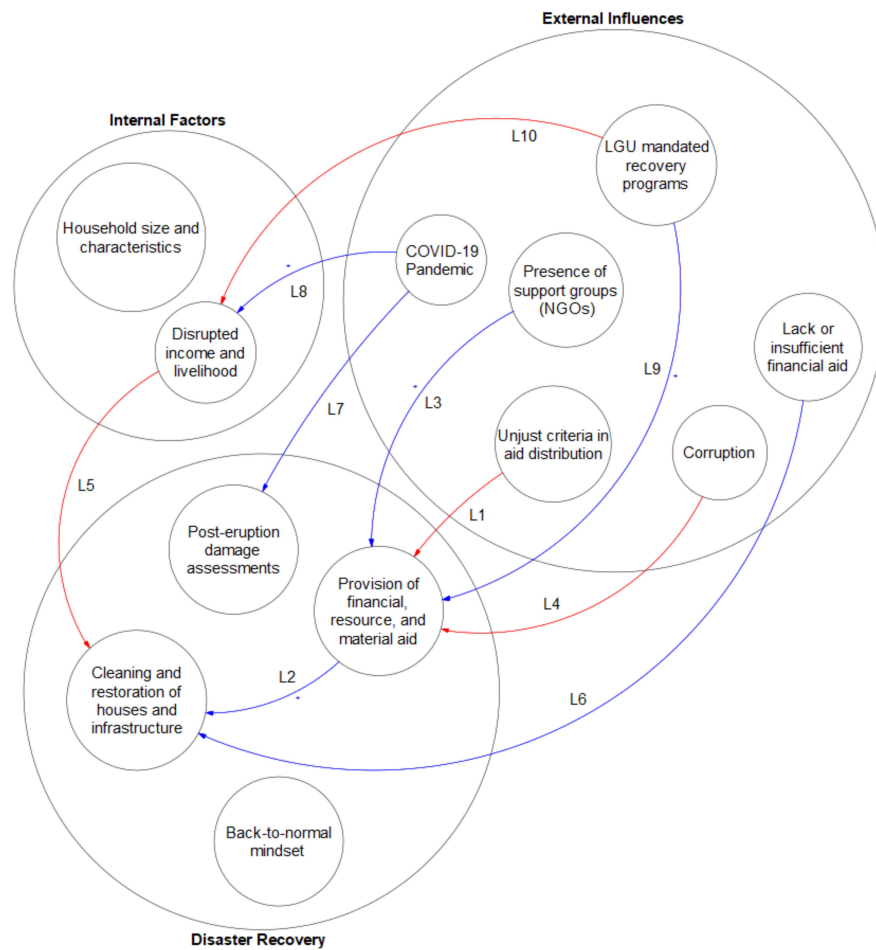 External Influences
Internal Factors
L10
LGU mandated
recovery
programs
Household size and
characteristics
COVID-19
Pandemic
Presence of
support groups
(NGOs)
L8
Disrupted
income and
livelihood
Lack or
insufficient
financial aid
L9
L3
L7
Unjust criteria in
aid distribution
Corruption
L5
L1
Post-eruption
damage
assessments
Provision of
financial,
resource, and
material aid
L4
L2
Cleaning and
restoration of
houses and
infrastructure
L6
Back-to-normal
mindset
Disaster Recovery